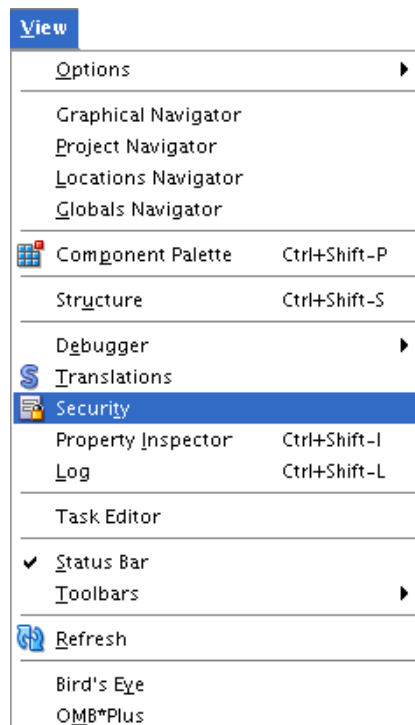 View
Options
Graphical Navigator
Project Navigator
Locations Navigator
Globals Navigator
Component Palette Ctrl+Shift-P
Structure Ctrl+Shift-S
Debugger
Translations
Security
Property Inspector Ctrl+Shift-I
Log Ctrl+Shift-L
Task Editor
Status Bar
Toolbars
Refresh
Bird's Eye
OMB*Plus